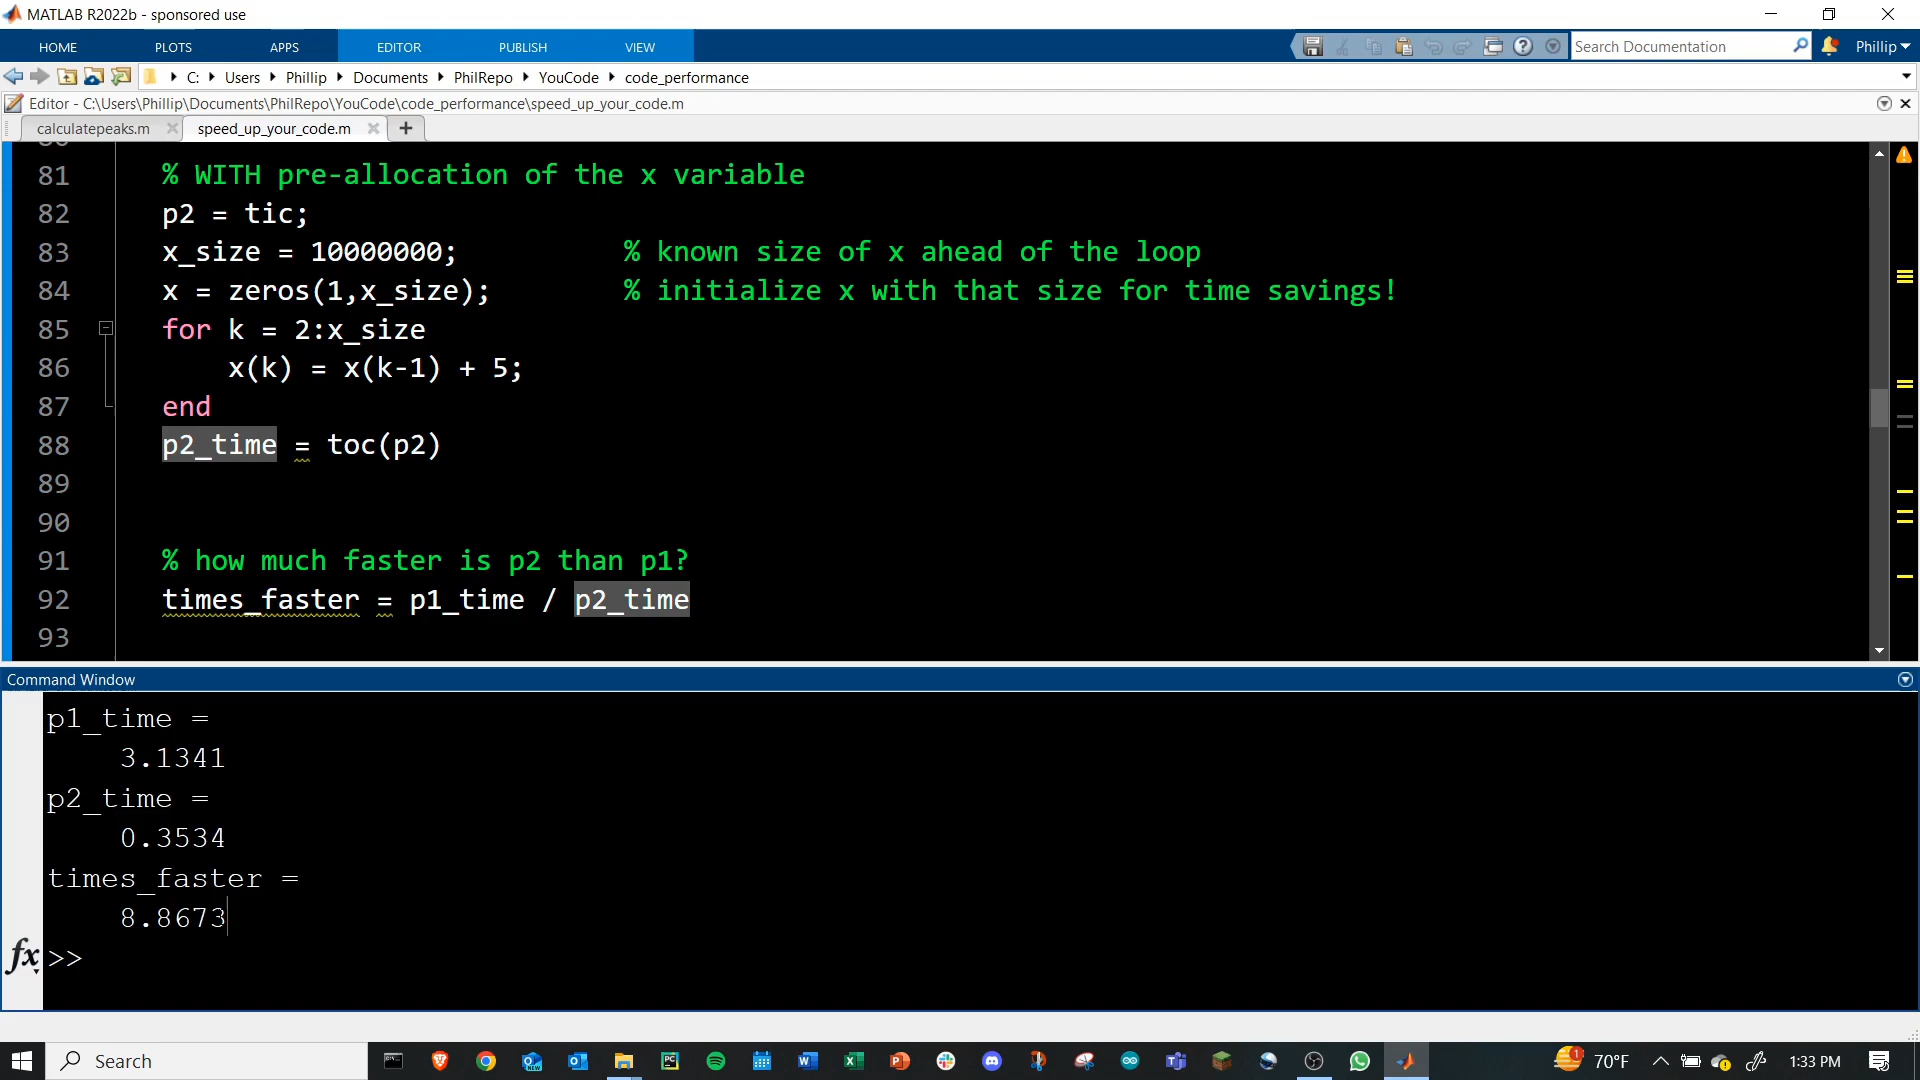 MATLAB R2022b - sponsored use
HOME PLOTS APPS EDITOR PUBLISH VIEW Search Documentation Phillip
C: Users Phillip Documents PhilRepo YouCode code_performance
Editor - C:\Users\Phillip\Documents\PhilRepo\YouCode\code_performance\speed_up_your_code.m
calculatepeaks.m speed_up_your_code.m
81 % WITH pre-allocation of the x variable
82 p2 = tic;
83 x_size = 10000000; % known size of x ahead of the loop
84 x = zeros(1,x_size); % initialize x with that size for time savings!
85 for k = 2:x_size
86 x(k) = x(k-1) + 5;
87 end
88 p2_time = toc(p2)
89
90
91 % how much faster is p2 than p1?
92 times_faster = p1_time / p2_time
93
Command Window
p1_time =
3.1341
p2_time =
0.3534
times_faster =
8.8673
fx >>
Search 70°F 1:33 PM